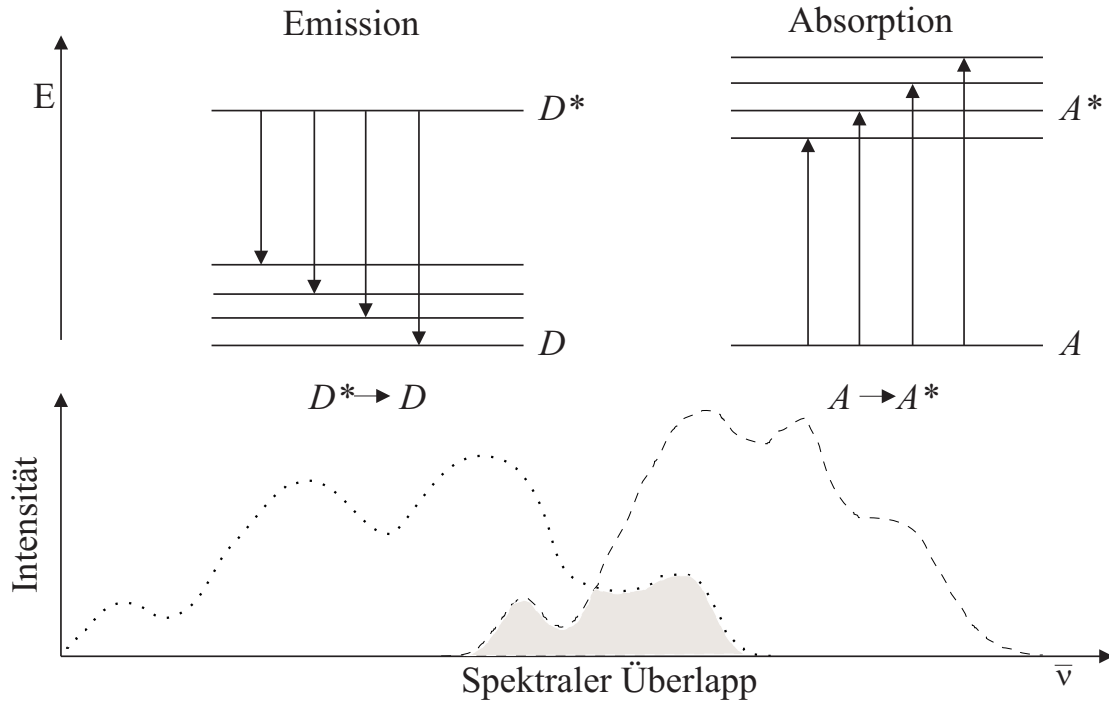 Emission
Absorption
E
D*
A*
D
A
D* → D
A → A*
Intensität
Spektraler Überlapp
ν̅